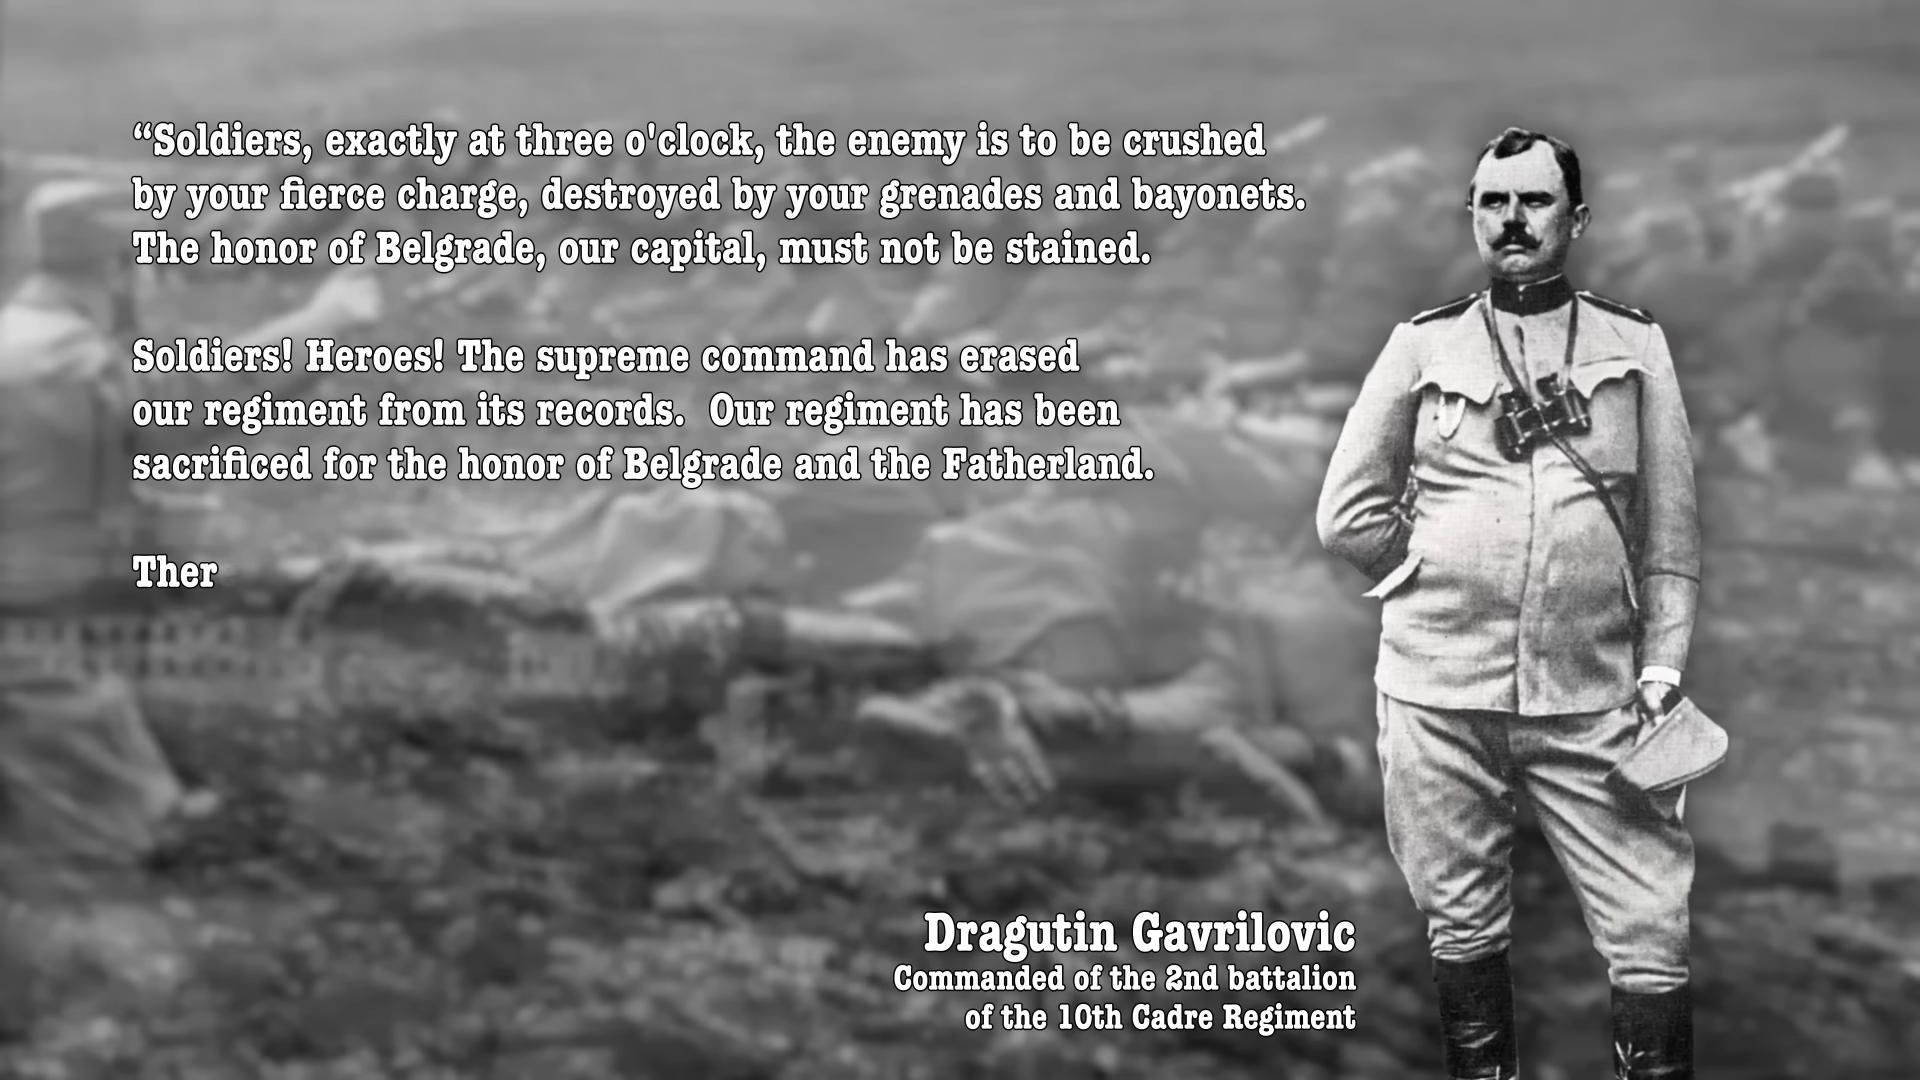 “Soldiers, exactly at three o'clock, the enemy is to be crushed
by your fierce charge, destroyed by your grenades and bayonets.
The honor of Belgrade, our capital, must not be stained.
Soldiers! Heroes! The supreme command has erased
our regiment from its records.  Our regiment has been
sacrificed for the honor of Belgrade and the Fatherland.
Ther
Dragutin Gavrilovic
Commanded of the 2nd battalion
of the 10th Cadre Regiment